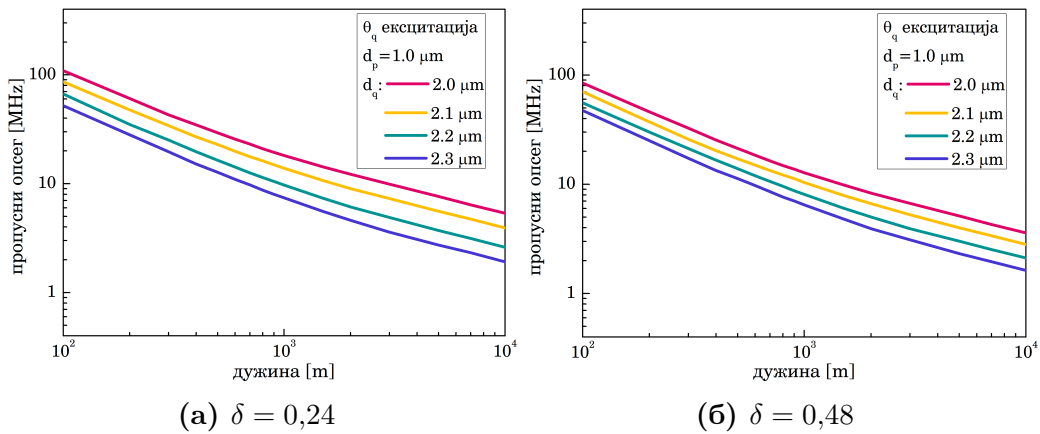 θq ексцитација
dp=1.0 μm
dq: 2.0 μm
2.1 μm
2.2 μm
2.3 μm
пропусни опсег [MHz]
100
10
1
10²
10³
10⁴
дужина [m]
(а) δ = 0,24
θq ексцитација
dp=1.0 μm
dq: 2.0 μm
2.1 μm
2.2 μm
2.3 μm
пропусни опсег [MHz]
100
10
1
10²
10³
10⁴
дужина [m]
(б) δ = 0,48